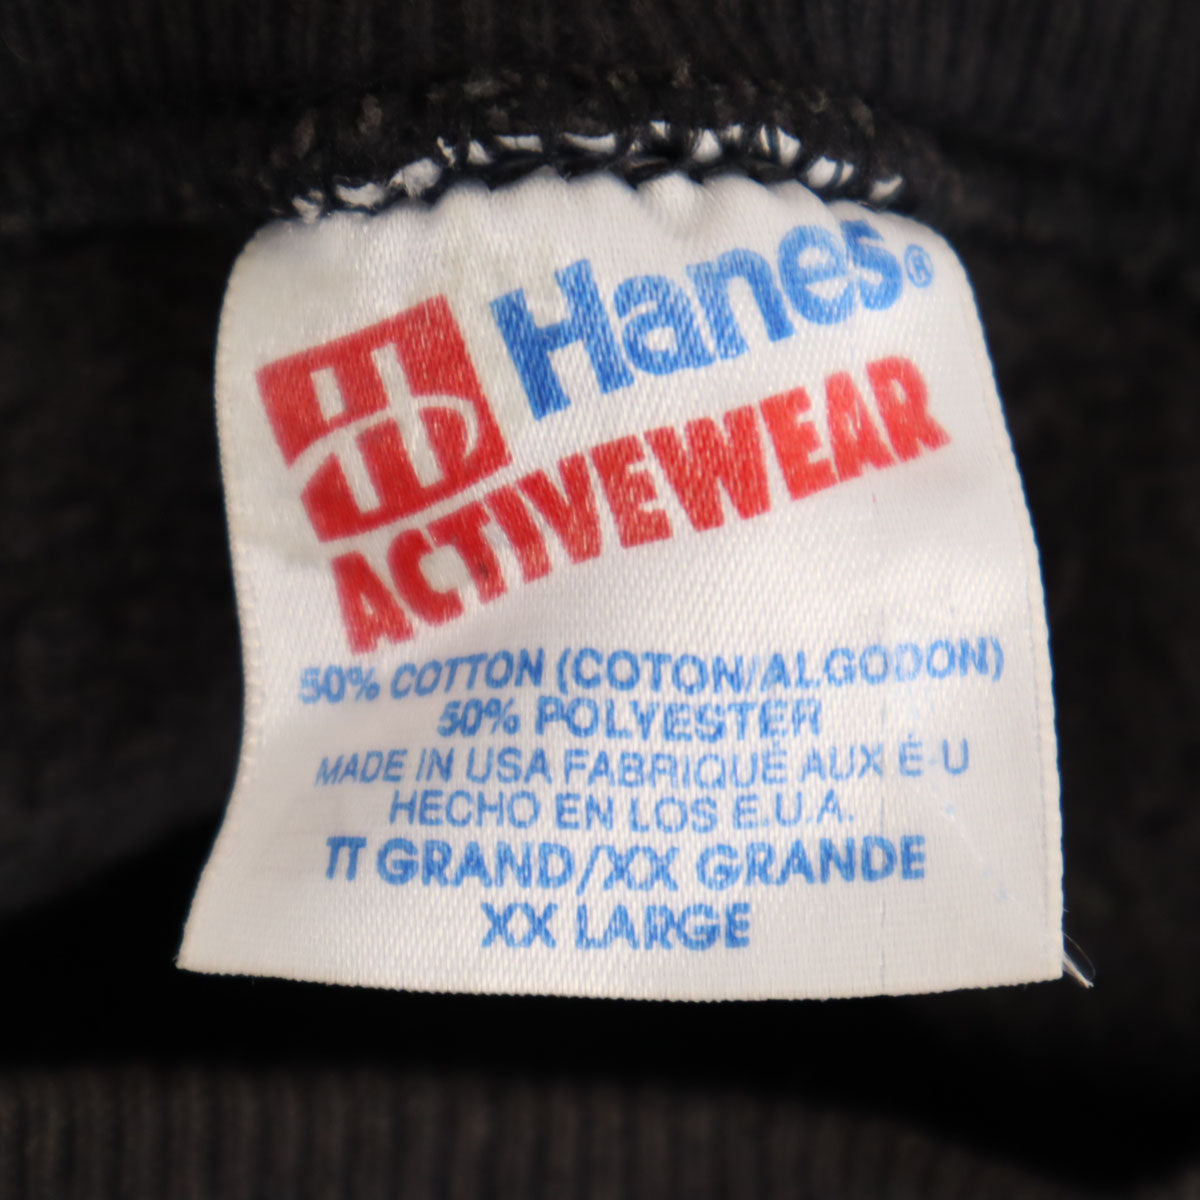 Hanes®
ACTIVEWEAR
50% COTTON (COTON/ALGODON)
50% POLYESTER
MADE IN USA FABRIQUÉ AUX É-U
HECHO EN LOS E.U.A.
TT GRAND/XX GRANDE
XX LARGE